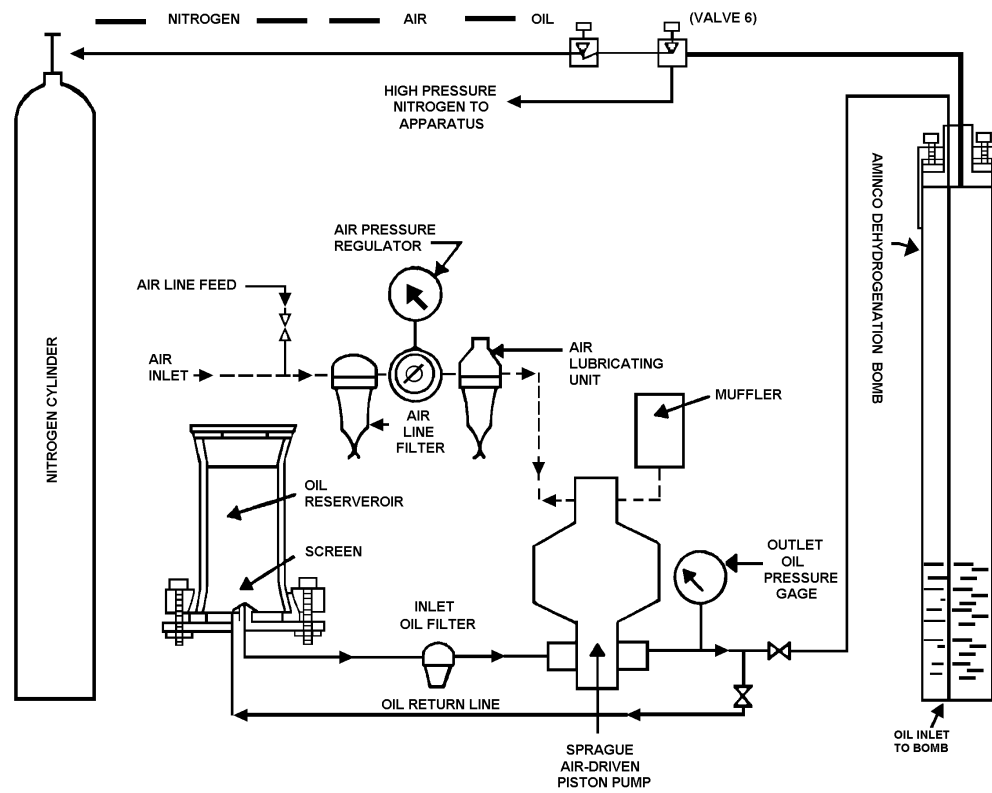 NITROGEN AIR OIL (VALVE 6)
HIGH PRESSURE
NITROGEN TO
APPARATUS
AMINCO DEHYDROGENATION BOMB
AIR PRESSURE
REGULATOR
AIR LINE FEED
NITROGEN CYLINDER
AIR
INLET
AIR
LUBRICATING
UNIT
MUFFLER
AIR
LINE
FILTER
OIL
RESERVEROIR
SCREEN
OUTLET
OIL
PRESSURE
GAGE
INLET
OIL FILTER
OIL RETURN LINE
OIL INLET
TO BOMB
SPRAGUE
AIR-DRIVEN
PISTON PUMP